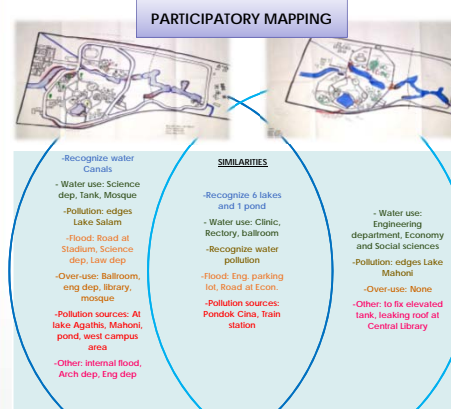 PARTICIPATORY MAPPING
-Recognize water
Canals
- Water use: Science
dep, Tank, Mosque
-Pollution: edges
Lake Salam
-Flood: Road at
Stadium, Science
dep, Law dep
-Over-use: Ballroom,
eng dep, library,
mosque
-Pollution sources: At
lake Agathis, Mahoni,
pond, west campus
area
-Other: internal flood,
Arch dep, Eng dep
SIMILARITIES
-Recognize 6 lakes
and 1 pond
- Water use: Clinic,
Rectory, ballroom
-Recognize water
pollution
-Flood: Eng. parking
lot, Road at Econ.
-Pollution sources:
Pondok Cina, Train
station
- Water use:
Engineering
department, Economy
and Social sciences
-Pollution: edges Lake
Mahoni
-Over-use: None
-Other: to fix elevated
tank, leaking roof at
Central Library